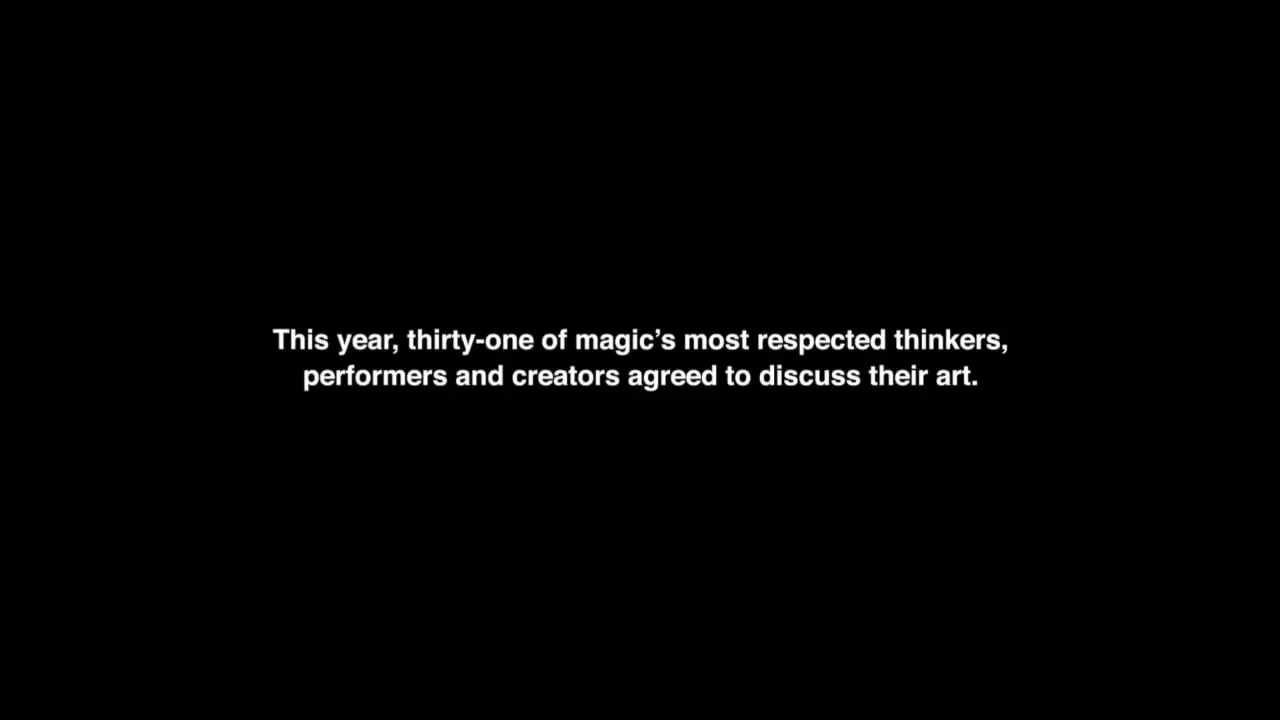 This year, thirty-one of magic’s most respected thinkers,
performers and creators agreed to discuss their art.